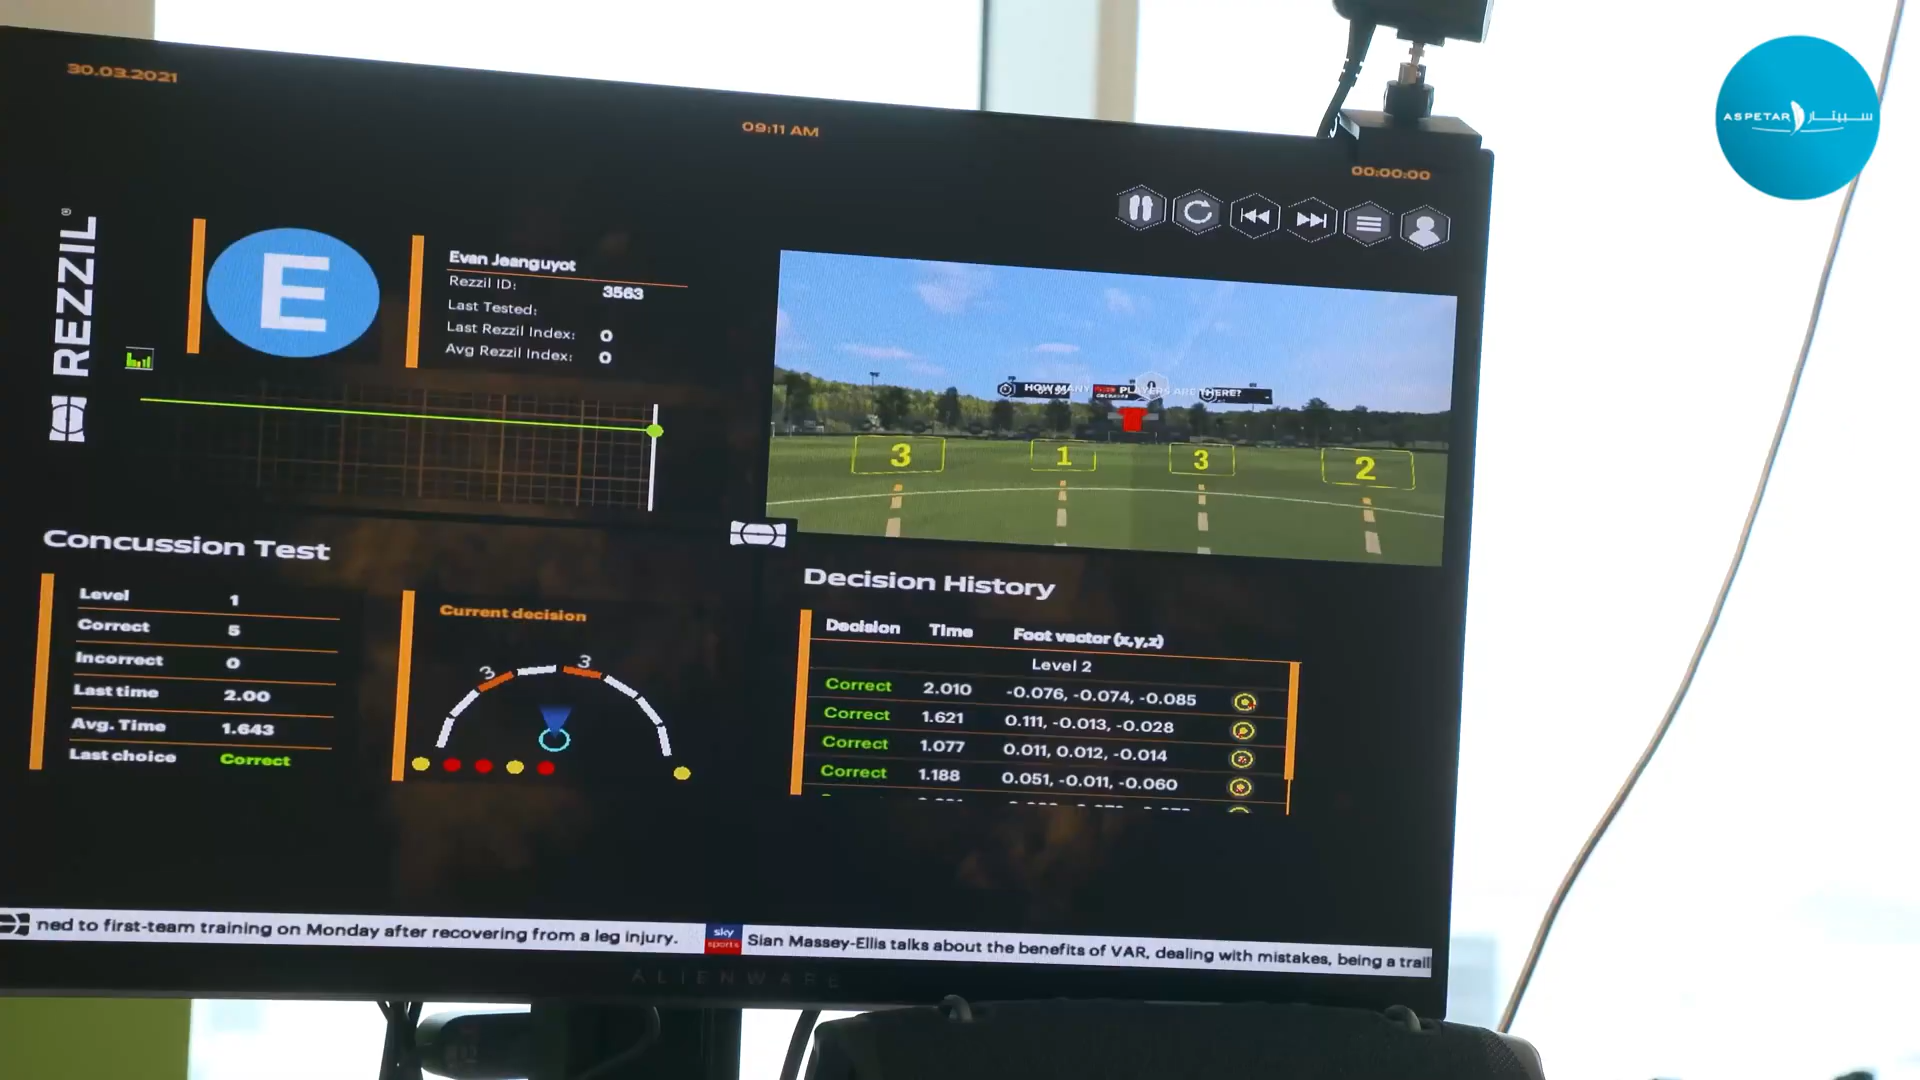 30.03.2021
09:11 AM
00:00:00
ASPETAR سبيتار
REZZIL
E
Evan Jeanguyot
Rezzil ID: 3563
Last Tested:
Last Rezzil Index: 0
Avg Rezzil Index: 0
HOW MANY PLAYERS ARE THERE?
3 1 3 2
Concussion Test
Level 1
Correct 5
Incorrect 0
Last time 2.00
Avg. Time 1.643
Last choice Correct
Current decision
3 3
Decision History
Decision Time Foot vector (x,y,z)
Level 2
Correct 2.010 -0.076, -0.074, -0.085
Correct 1.621 0.111, -0.013, -0.028
Correct 1.077 0.011, 0.012, -0.014
Correct 1.188 0.051, -0.011, -0.060
ned to first-team training on Monday after recovering from a leg injury. sky sports Sian Massey-Ellis talks about the benefits of VAR, dealing with mistakes, being a trail
ALIENWARE